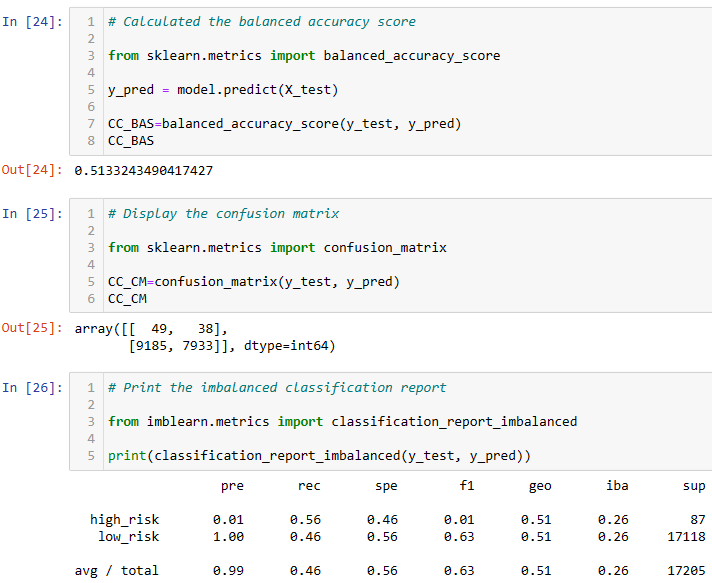 In [24]:
1 # Calculated the balanced accuracy score
2
3 from sklearn.metrics import balanced_accuracy_score
4
5 y_pred = model.predict(X_test)
6
7 CC_BAS=balanced_accuracy_score(y_test, y_pred)
8 CC_BAS
Out[24]: 0.5133243490417427
In [25]:
1 # Display the confusion matrix
2
3 from sklearn.metrics import confusion_matrix
4
5 CC_CM=confusion_matrix(y_test, y_pred)
6 CC_CM
Out[25]: array([[  49,   38],
       [9185, 7933]], dtype=int64)
In [26]:
1 # Print the imbalanced classification report
2
3 from imblearn.metrics import classification_report_imbalanced
4
5 print(classification_report_imbalanced(y_test, y_pred))
pre rec spe f1 geo iba sup
high_risk 0.01 0.56 0.46 0.01 0.51 0.26 87
low_risk 1.00 0.46 0.56 0.63 0.51 0.26 17118
avg / total 0.99 0.46 0.56 0.63 0.51 0.26 17205